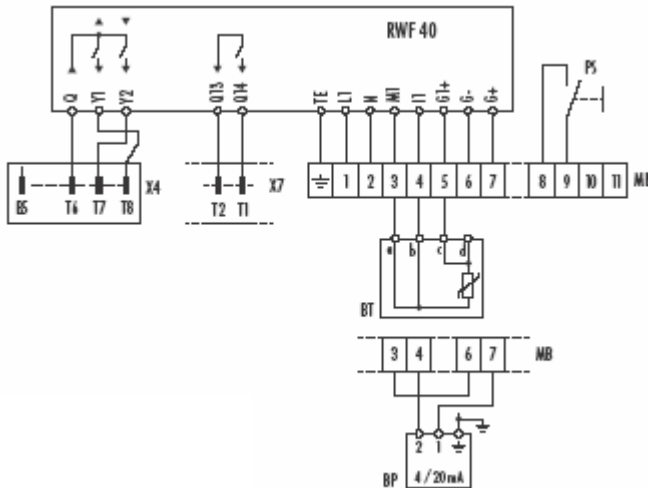 RWF 40
Q Y1 Y2 Q13 Q14 TE L1 N M1 I1 G1+ G- G+
PS
B5 T6 T7 T8 X4
T2 T1 X7
1 2 3 4 5 6 7
8 9 10 11
a b c d
BT
3 4 6 7 MB
2 1
BP 4/20mA